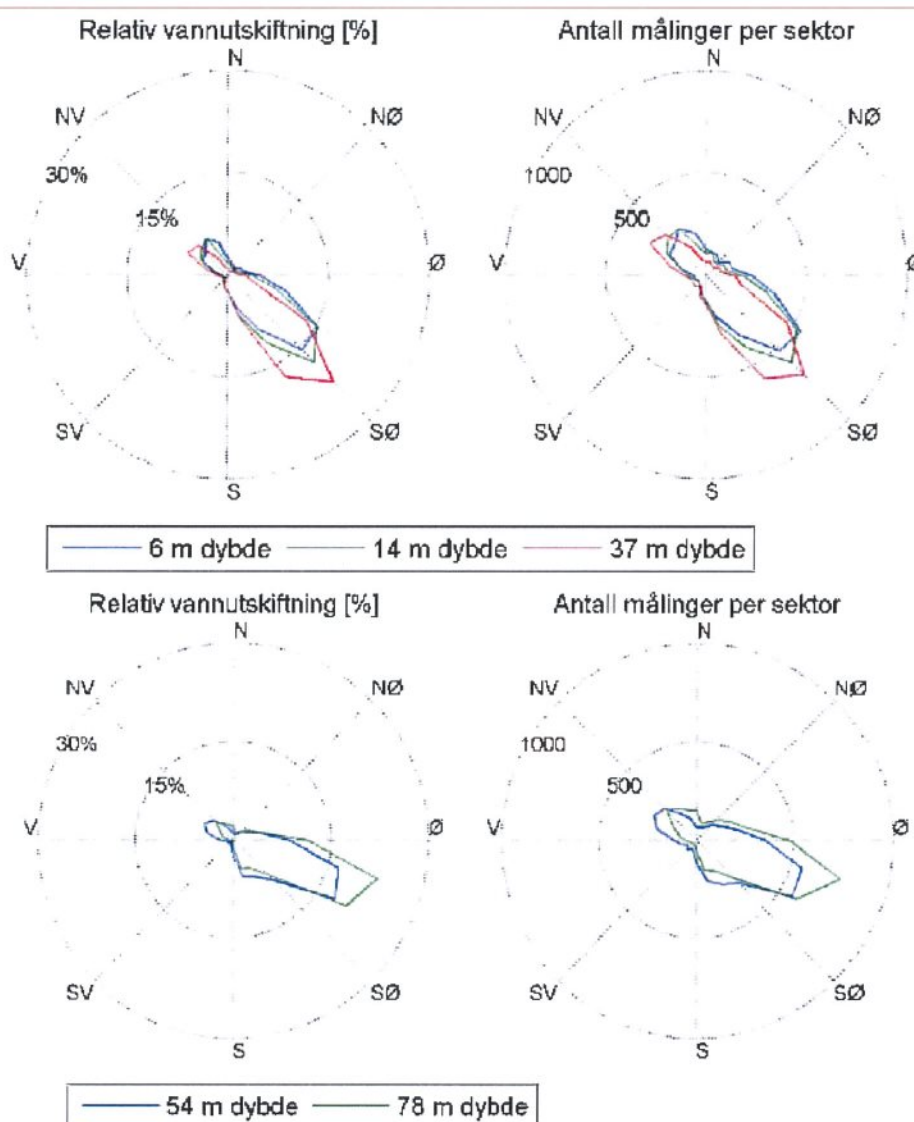 Relativ vannutskiftning [%] Antall målinger per sektor
N N
NV NØ NV NØ
30% 1000
15% 500
V Ø V Ø
SV SØ SV SØ
S S
6 m dybde 14 m dybde 37 m dybde
Relativ vannutskiftning [%] Antall målinger per sektor
N N
NV NØ NV NØ
30% 1000
15% 500
V Ø V Ø
SV SØ SV SØ
S S
54 m dybde 78 m dybde